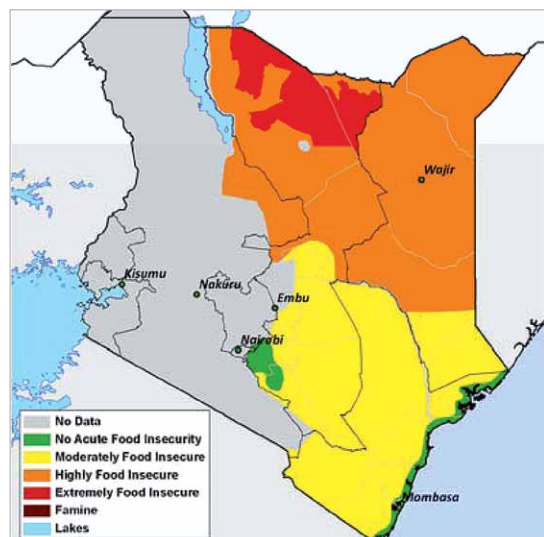 Wajir
Kisumu
Nakuru
Embu
Nairobi
No Data
No Acute Food Insecurity
Moderately Food Insecure
Highly Food Insecure
Extremely Food Insecure
Famine
Lakes
Mombasa